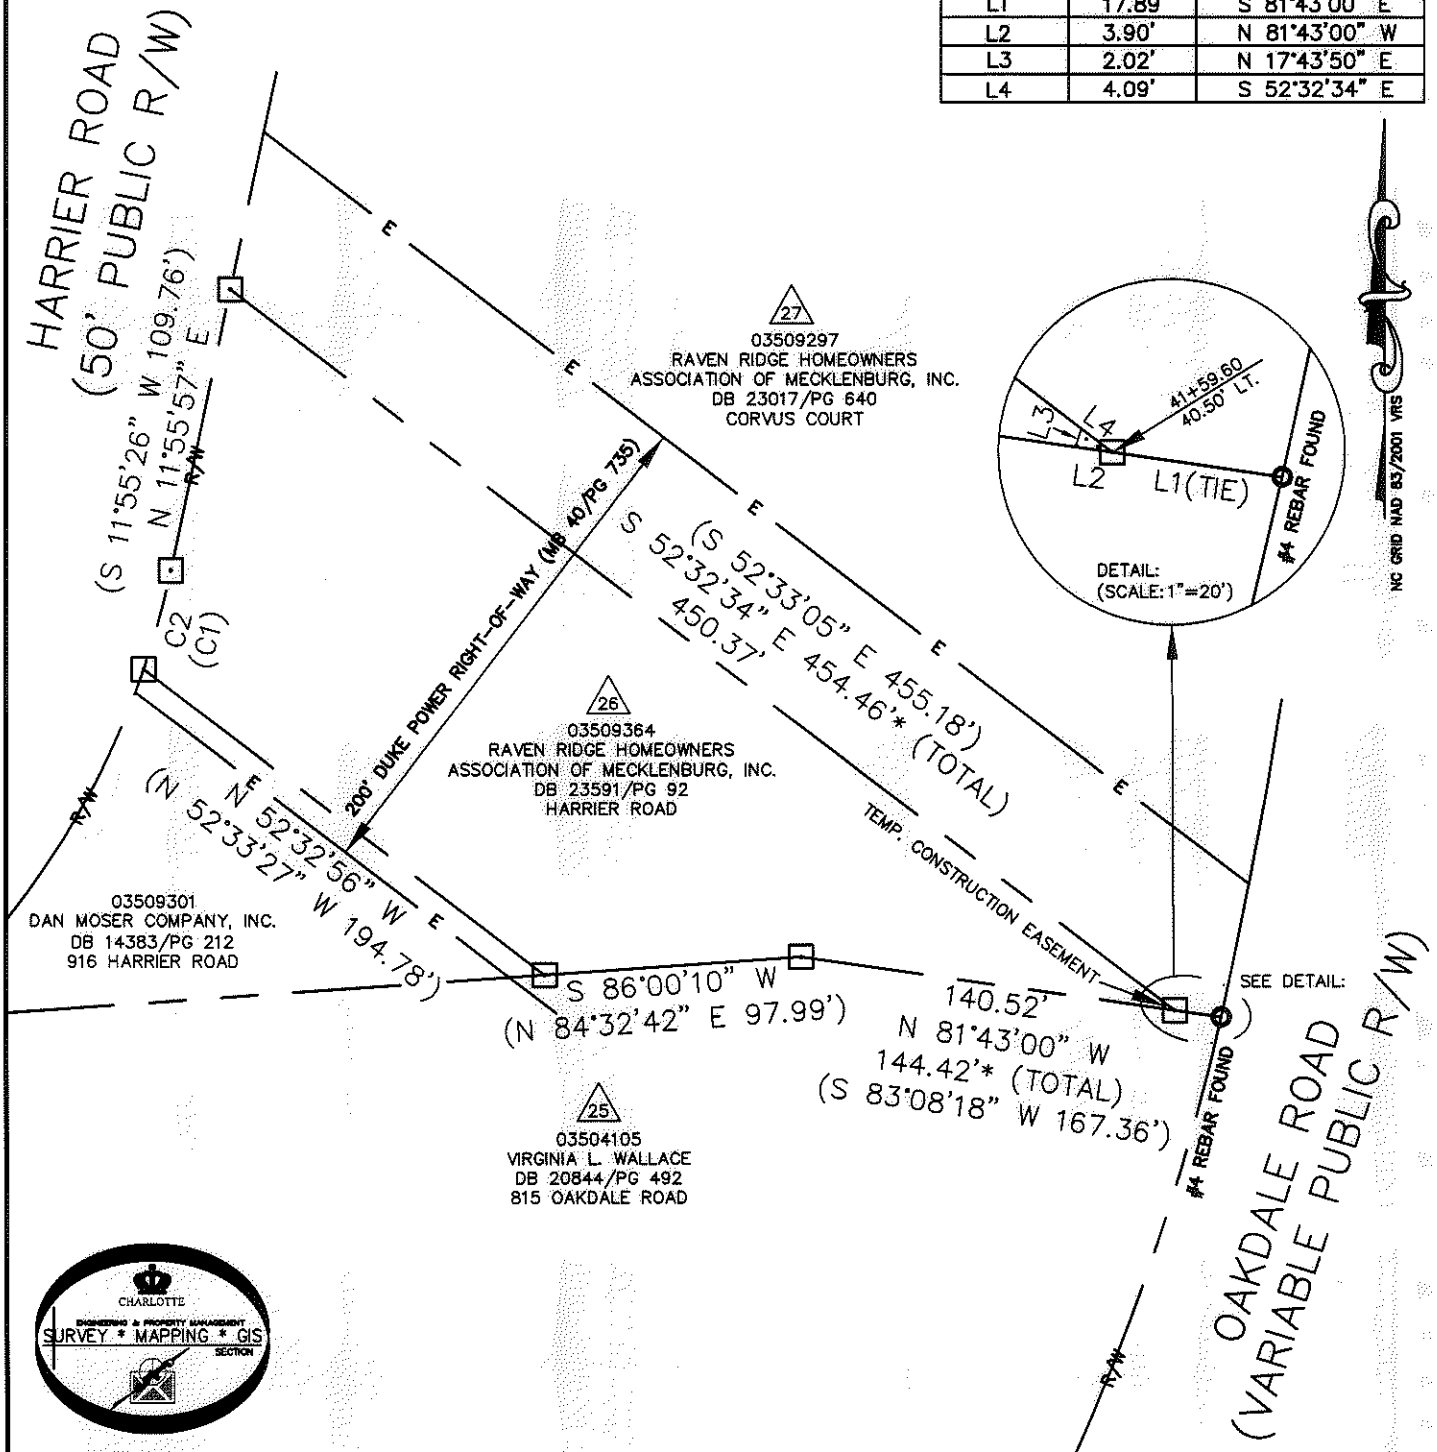 L1 17.89' S 81°43'00" E
L2 3.90' N 81°43'00" W
L3 2.02' N 17°43'50" E
L4 4.09' S 52°32'34" E
HARRIER ROAD
(50' PUBLIC R/W)
(S 11°55'26" W 109.76')
N 11°55'57" E
R/W
C2
(C1)
E
E
E
E
E
27
03509297
RAVEN RIDGE HOMEOWNERS
ASSOCIATION OF MECKLENBURG, INC.
DB 23017/PG 640
CORVUS COURT
200' DUKE POWER RIGHT-OF-WAY (MB 40/PG 735)
(S 52°33'05" E 455.18')
S 52°32'34" E 454.46'* (TOTAL)
450.37'
L3
L4
41+59.60
40.50' LT.
L2
L1(TIE)
#4 REBAR FOUND
DETAIL:
(SCALE:1"=20')
NC GRID NAD 83/2001 VRS
26
03509364
RAVEN RIDGE HOMEOWNERS
ASSOCIATION OF MECKLENBURG, INC.
DB 23591/PG 92
HARRIER ROAD
TEMP. CONSTRUCTION EASEMENT
R/W
E
N 52°32'56" W
(N 52°33'27" W 194.78')
E
03509301
DAN MOSER COMPANY, INC.
DB 14383/PG 212
916 HARRIER ROAD
S 86°00'10" W
(N 84°32'42" E 97.99')
140.52'
N 81°43'00" W
144.42'* (TOTAL)
(S 83°08'18" W 167.36')
SEE DETAIL:
#4 REBAR FOUND
25
03504105
VIRGINIA L. WALLACE
DB 20844/PG 492
815 OAKDALE ROAD
OAKDALE ROAD
(VARIABLE PUBLIC R/W)
R/W
CHARLOTTE
ENGINEERING & PROPERTY MANAGEMENT
SURVEY * MAPPING * GIS
SECTION